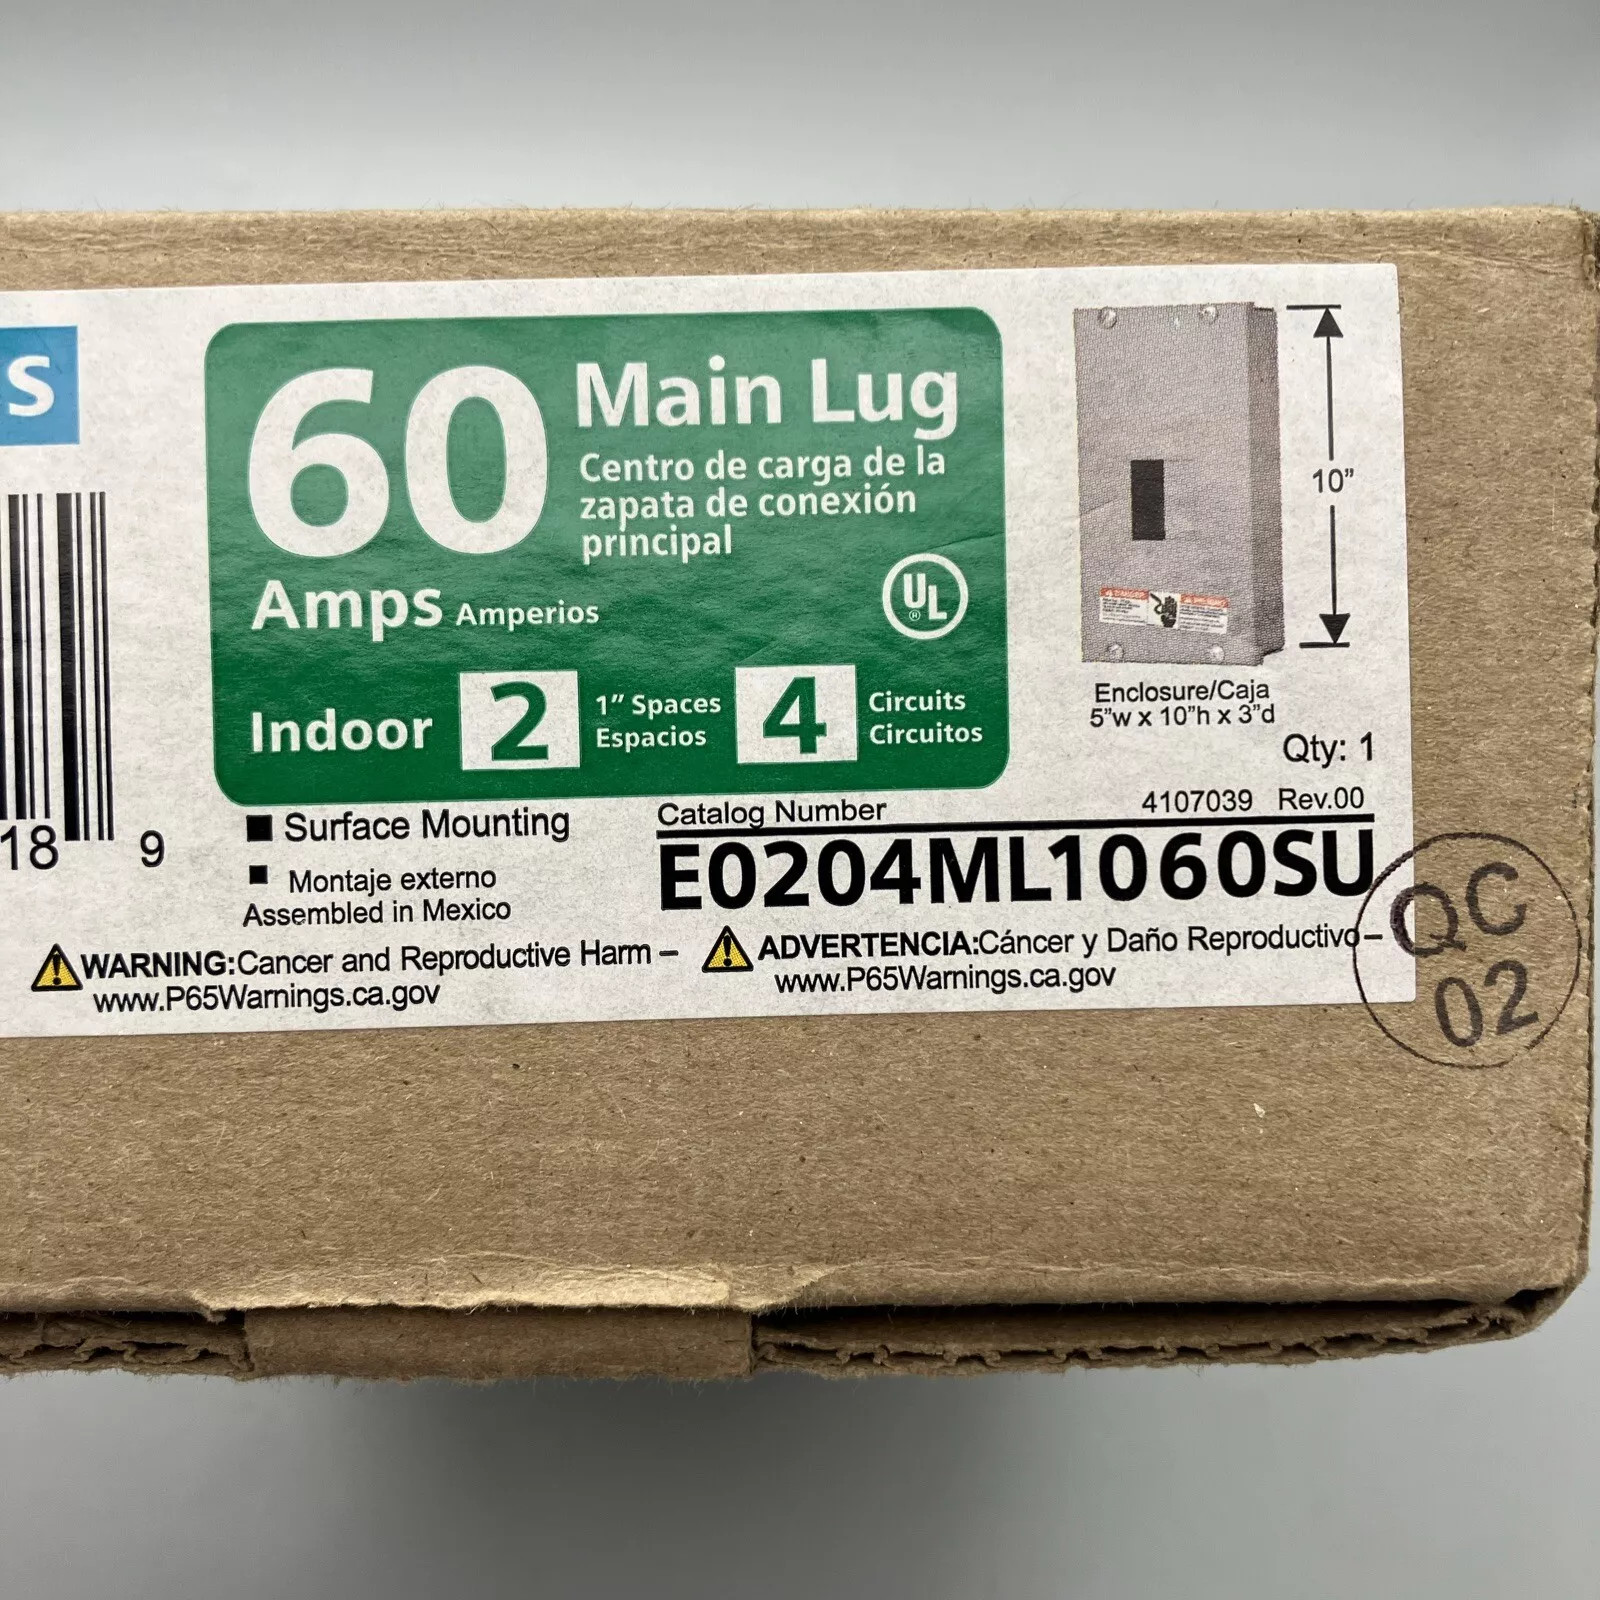 S
60
Main Lug
Centro de carga de la
zapata de conexión
principal
Amps Amperios
UL
®
Indoor
2
1" Spaces
Espacios
4
Circuits
Circuitos
10"
Enclosure/Caja
5"w x 10"h x 3"d
Qty: 1
18 9
■ Surface Mounting
■ Montaje externo
Assembled in Mexico
Catalog Number
4107039 Rev.00
E0204ML1060SU
WARNING:Cancer and Reproductive Harm –
www.P65Warnings.ca.gov
ADVERTENCIA:Cáncer y Daño Reproductivo–
www.P65Warnings.ca.gov
QC
02